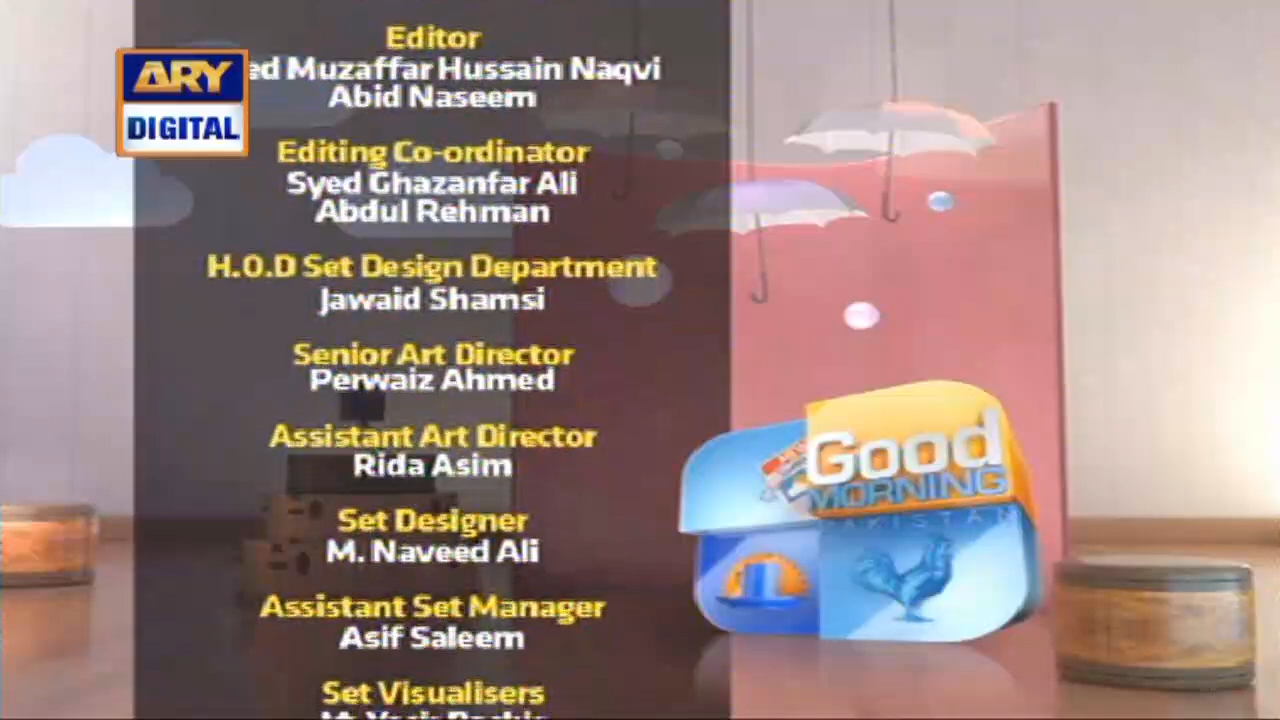 ARY
DIGITAL
Editor
ed Muzaffar Hussain Naqvi
Abid Naseem
Editing Co-ordinator
Syed Ghazanfar Ali
Abdul Rehman
H.O.D Set Design Department
Jawaid Shamsi
Senior Art Director
Perwaiz Ahmed
Assistant Art Director
Rida Asim
Set Designer
M. Naveed Ali
Assistant Set Manager
Asif Saleem
Set Visualisers
Good
MORNING
PAKISTAN